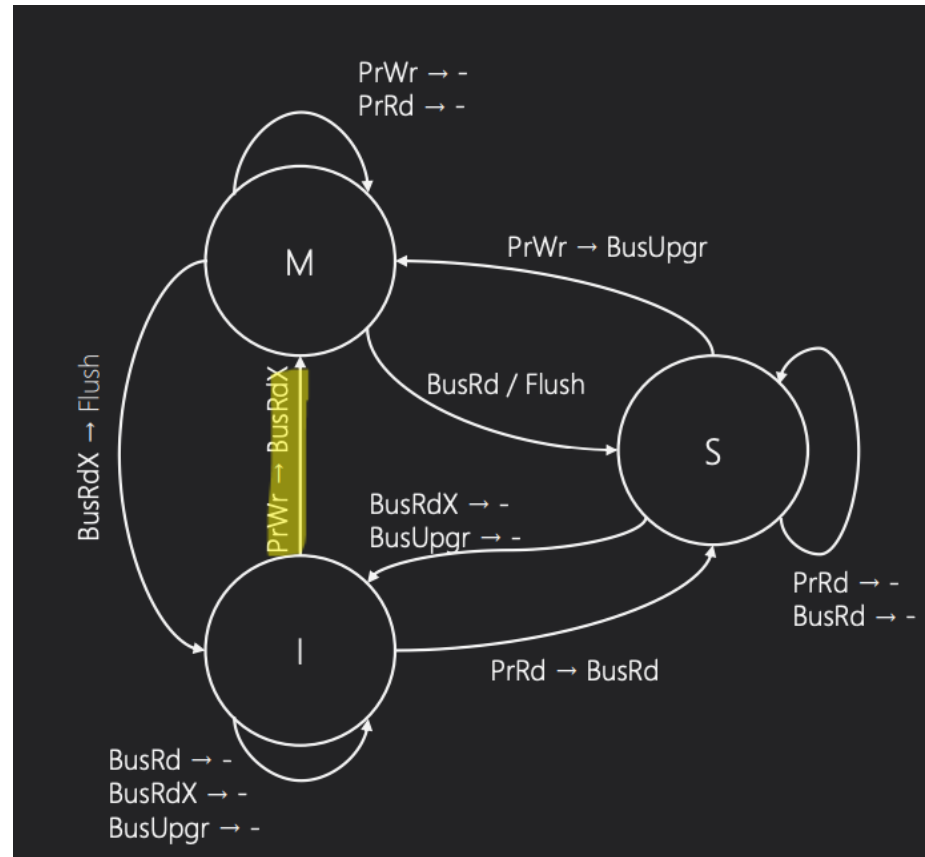 PrWr → -
PrRd → -
M
PrWr → BusUpgr
BusRdX → Flush
PrWr → BusRdX
BusRd / Flush
S
BusRdX → -
BusUpgr → -
PrRd → -
BusRd → -
I
PrRd → BusRd
BusRd → -
BusRdX → -
BusUpgr → -